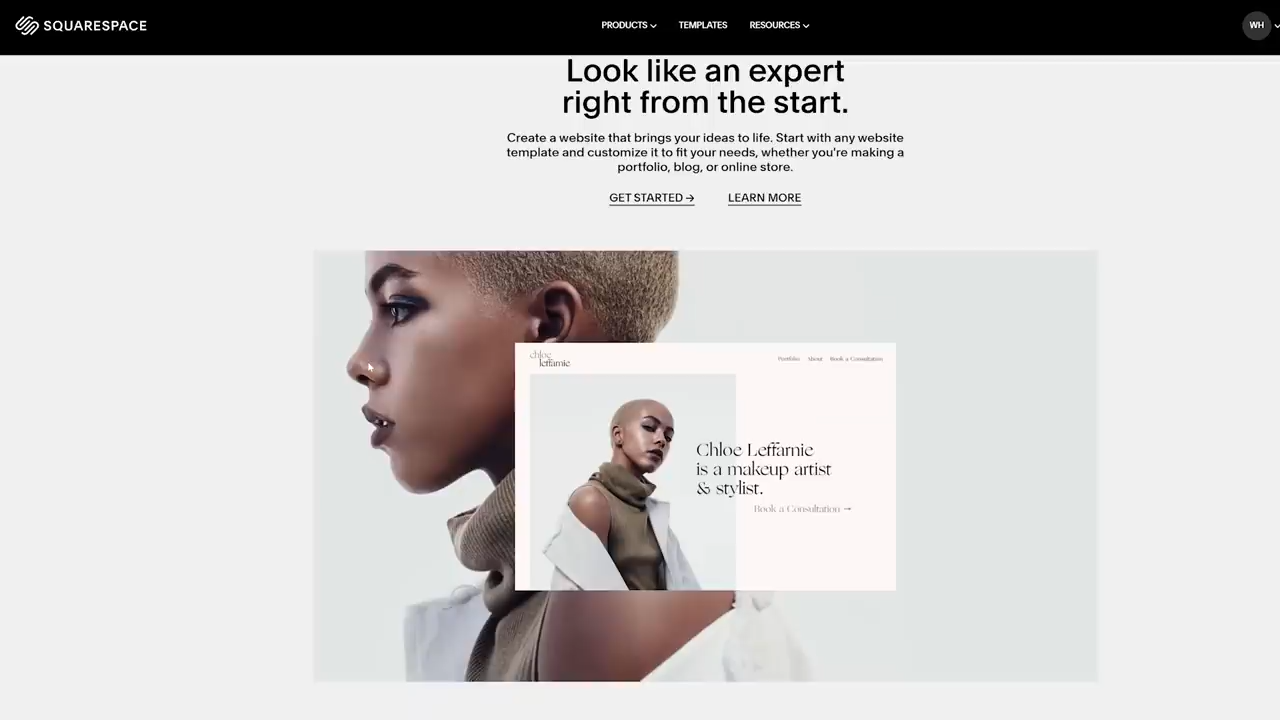 SQUARESPACE
PRODUCTS
TEMPLATES
RESOURCES
WH
Look like an expert
right from the start.
Create a website that brings your ideas to life. Start with any website
template and customize it to fit your needs, whether you're making a
portfolio, blog, or online store.
GET STARTED →
LEARN MORE
chloe
leffarnie
Portfolio About Book a Consultation
Chloe Leffarnie
is a makeup artist
& stylist.
Book a Consultation →